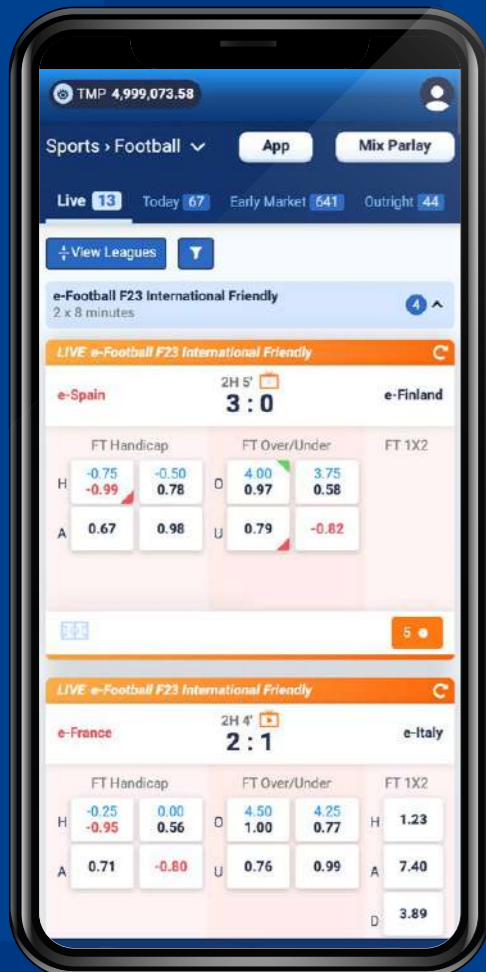 TMP 4,999,073.58
Sports › Football App Mix Parlay
Live 13 Today 67 Early Market 641 Outright 44
View Leagues
e-Football F23 International Friendly 4
2 x 8 minutes
LIVE e-Football F23 International Friendly
2H 5'
e-Spain 3 : 0 e-Finland
FT Handicap FT Over/Under FT 1X2
-0.75 -0.50 4.00 3.75
H -0.99 0.78 O 0.97 0.58
A 0.67 0.98 U 0.79 -0.82
5
LIVE e-Football F23 International Friendly
2H 4'
e-France 2 : 1 e-Italy
FT Handicap FT Over/Under FT 1X2
-0.25 0.00 4.50 4.25
H -0.95 0.56 O 1.00 0.77 H 1.23
A 0.71 -0.80 U 0.76 0.99 A 7.40
D 3.89